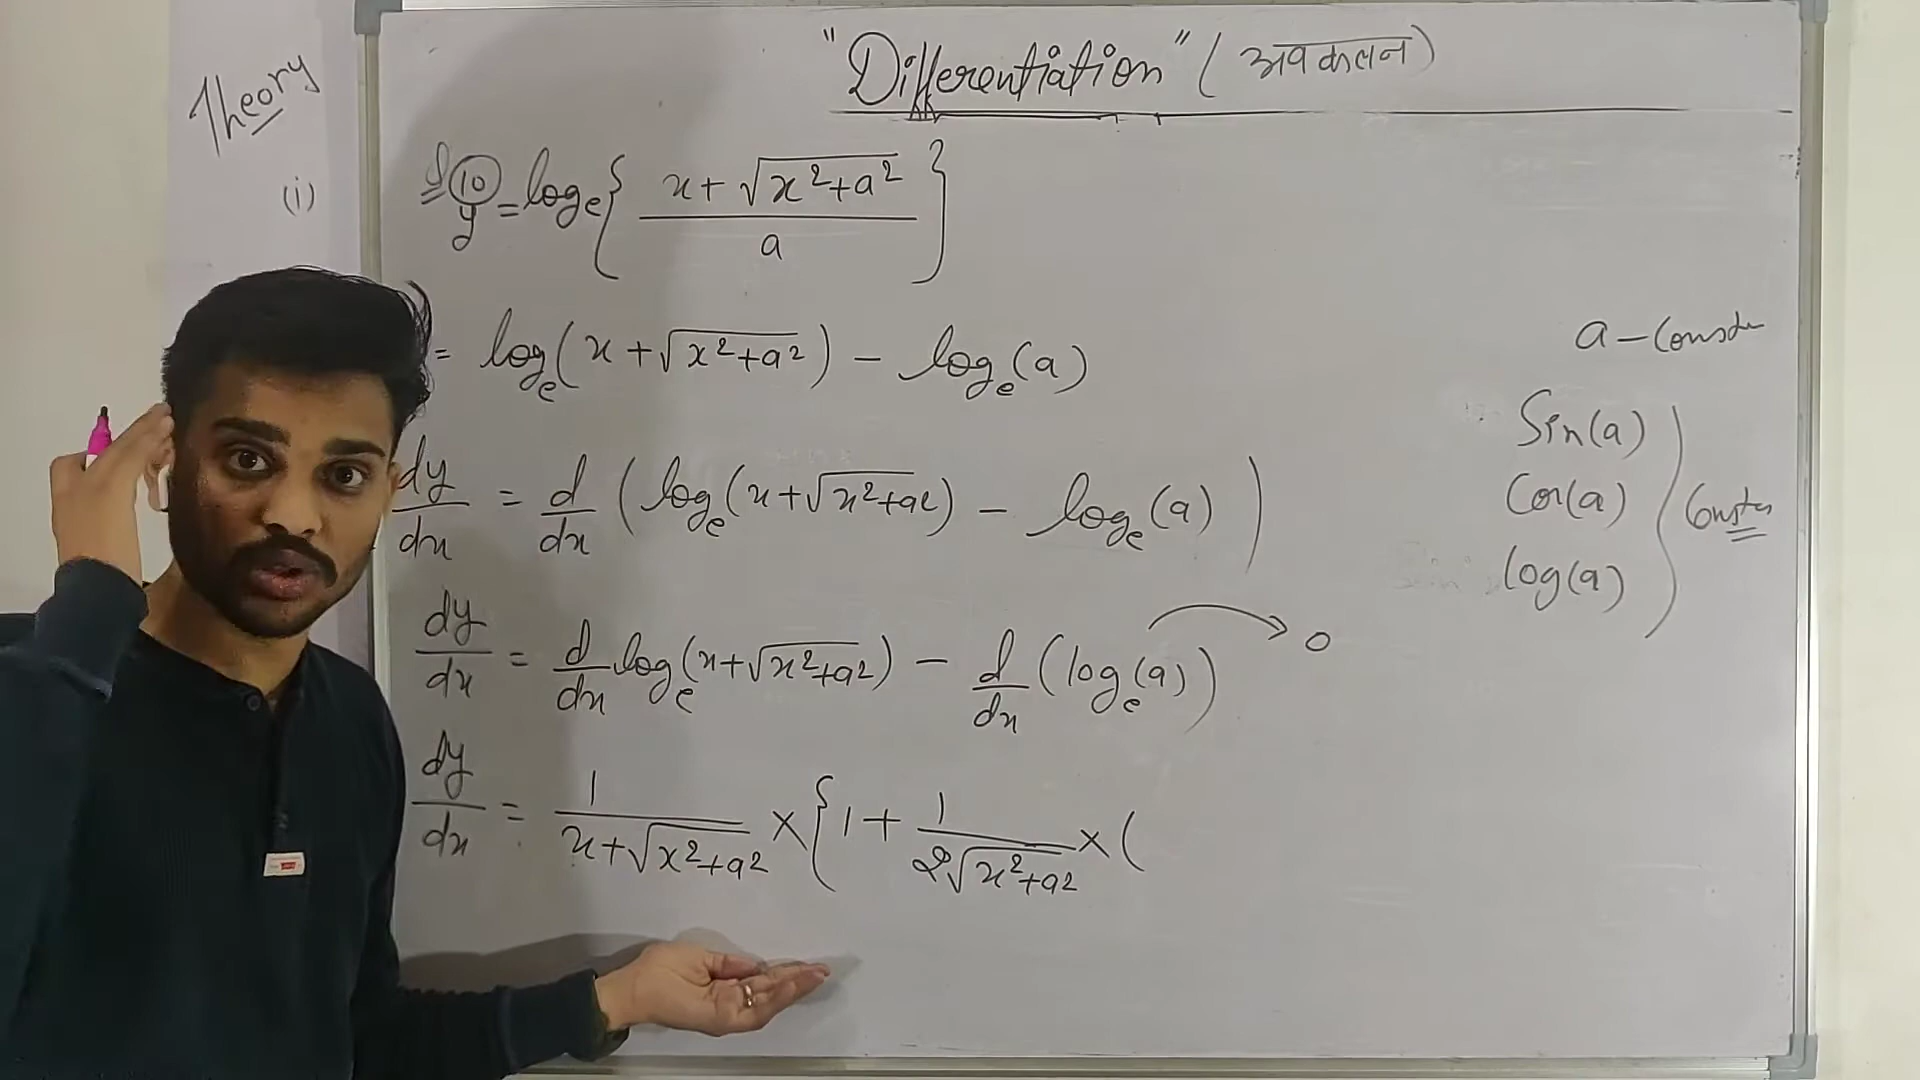 "Differentiation" (अवकलन)
Theory
(i)
Q 10
y = loge { x + √x²+a² / a }
= loge (x + √x²+a²) - loge (a)
a - Const
Sin(a)
Cos(a)
log(a)
Const
dy/dx = d/dx (loge (x + √x²+a²) - loge (a))
dy/dx = d/dx loge (x + √x²+a²) - d/dx (loge (a)) → 0
dy/dx = 1 / x + √x²+a² × { 1 + 1 / 2√x²+a² × (